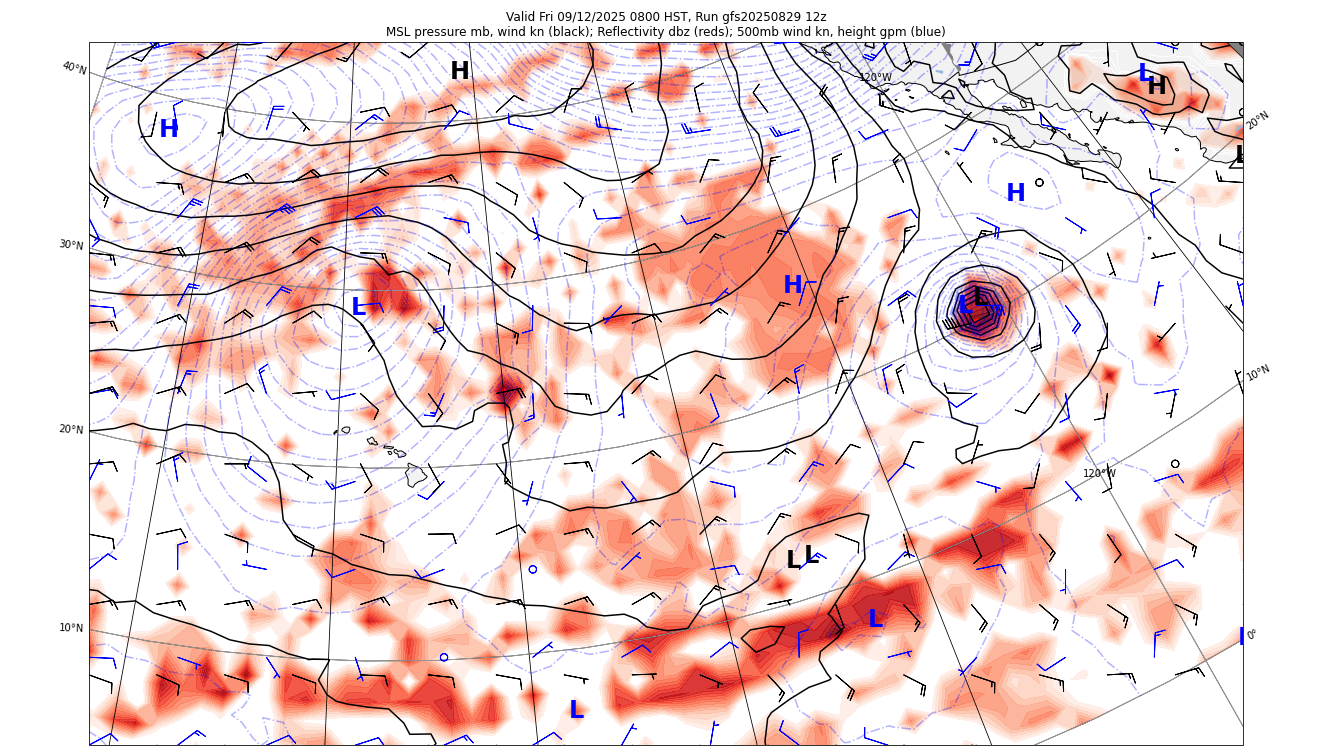 Valid Fri 09/12/2025 0800 HST, Run gfs20250829 12z
MSL pressure mb, wind kn (black); Reflectivity dbz (reds); 500mb wind kn, height gpm (blue)
40°N
H
120°W
L
H
20°N
H
L
H
30°N
H
L
L
L
10°N
20°N
120°W
L
L
L
10°N
0°
L